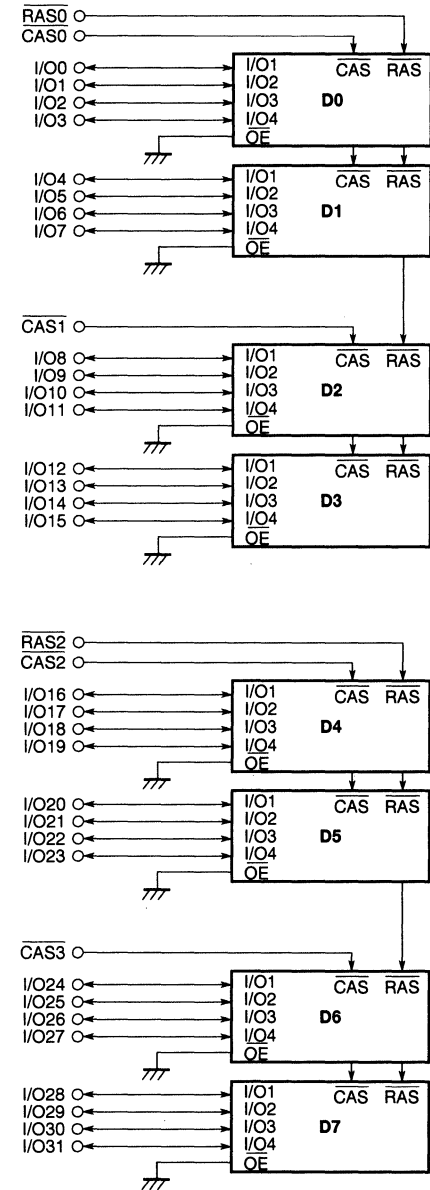 RAS0
CAS0
I/O0 I/O1 CAS RAS
I/O1 I/O2
I/O2 I/O3 D0
I/O3 I/O4
OE
I/O4 I/O1 CAS RAS
I/O5 I/O2
I/O6 I/O3 D1
I/O7 I/O4
OE
CAS1
I/O8 I/O1 CAS RAS
I/O9 I/O2
I/O10 I/O3 D2
I/O11 I/O4
OE
I/O12 I/O1 CAS RAS
I/O13 I/O2
I/O14 I/O3 D3
I/O15 I/O4
OE
RAS2
CAS2
I/O16 I/O1 CAS RAS
I/O17 I/O2
I/O18 I/O3 D4
I/O19 I/O4
OE
I/O20 I/O1 CAS RAS
I/O21 I/O2
I/O22 I/O3 D5
I/O23 I/O4
OE
CAS3
I/O24 I/O1 CAS RAS
I/O25 I/O2
I/O26 I/O3 D6
I/O27 I/O4
OE
I/O28 I/O1 CAS RAS
I/O29 I/O2
I/O30 I/O3 D7
I/O31 I/O4
OE